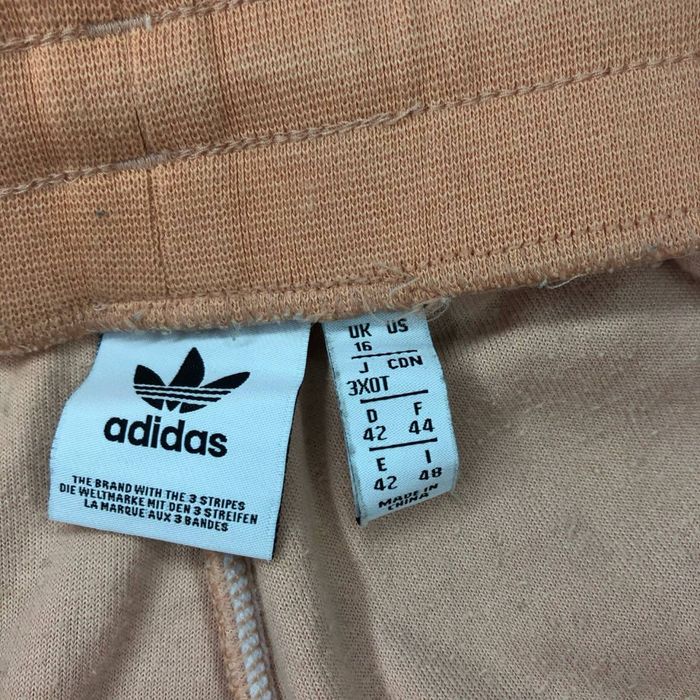 adidas
THE BRAND WITH THE 3 STRIPES
DIE WELTMARKE MIT DEN 3 STREIFEN
LA MARQUE AUX 3 BANDES
UK US
16
J CDN
3XOT
D F
42 44
E I
42 48
MADE IN
CHINA